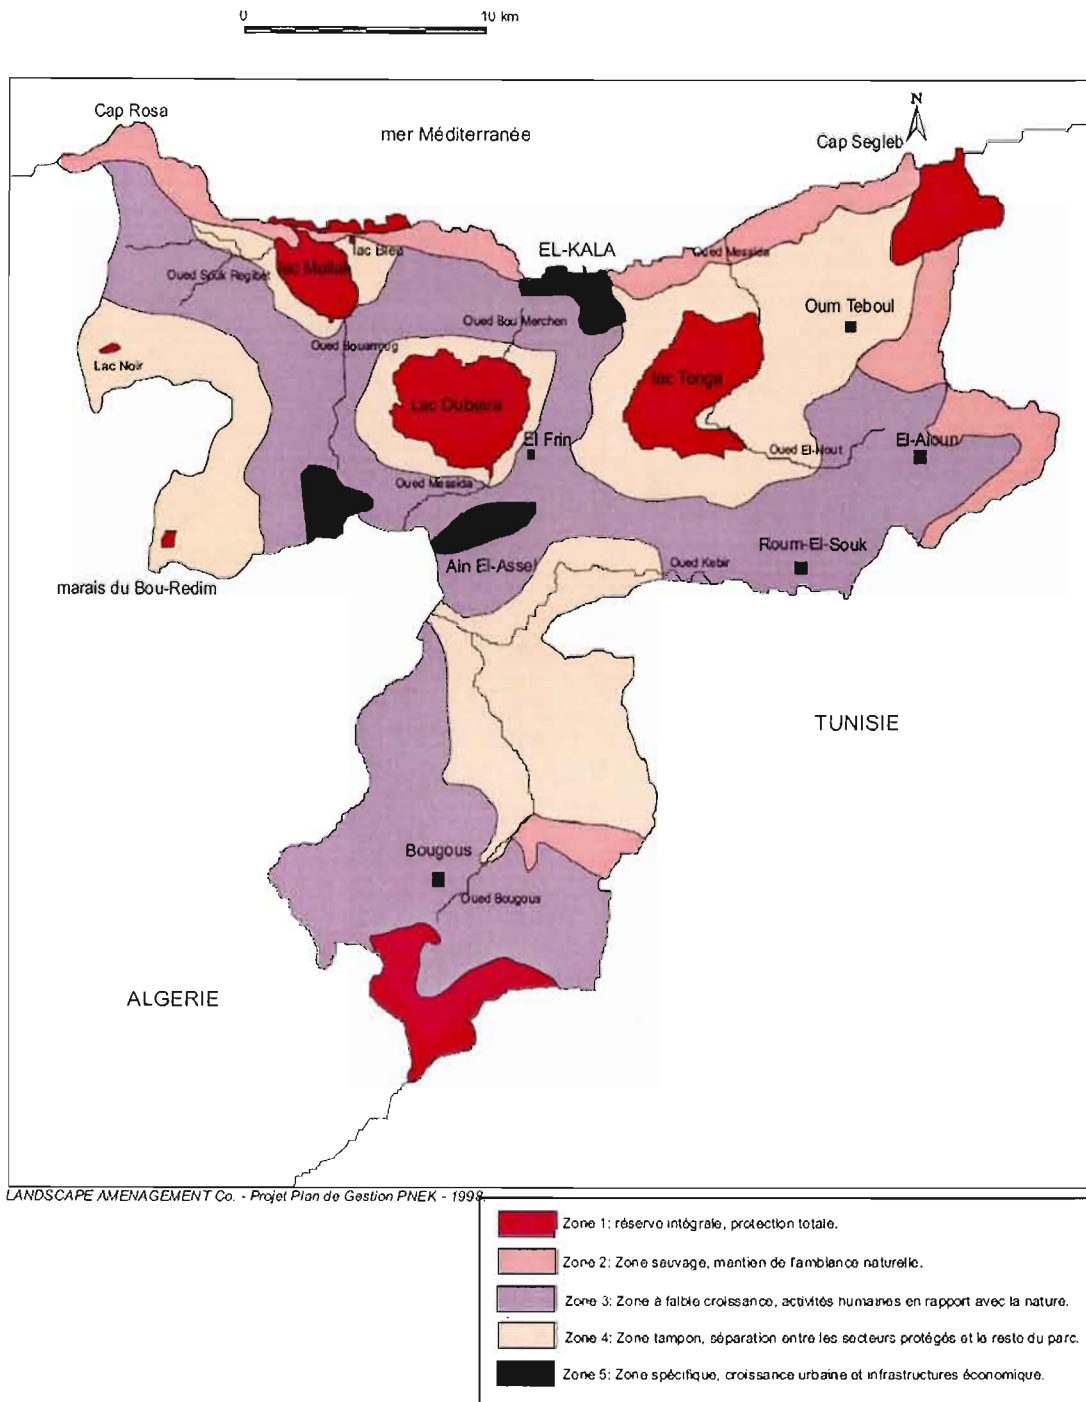 0 10 km
Cap Rosa
mer Méditerranée
N
Cap Segleb
lac Bleu
EL-KALA
Oued Messida
lac Mellah
Oued Souk Regibet
Oum Teboul
Oued Bou Merchen
Oued Bouarroug
Lac Noir
lac Tonga
Lac Oubeira
El Frin
El-Aioun
Oued El-Hout
Oued Messida
Roum-El-Souk
Oued Kebir
Ain El-Assel
marais du Bou-Redim
TUNISIE
Bougous
Oued Bougous
ALGERIE
LANDSCAPE AMENAGEMENT Co. - Projet Plan de Gestion PNEK - 1998.
Zone 1: réserve intégrale, protection totale.
Zone 2: Zone sauvage, mantien de l'ambiance naturelle.
Zone 3: Zone à faible croissance, activités humaines en rapport avec la nature.
Zone 4: Zone tampon, séparation entre les secteurs protégés et le reste du parc.
Zone 5: Zone spécifique, croissance urbaine et infrastructures économique.